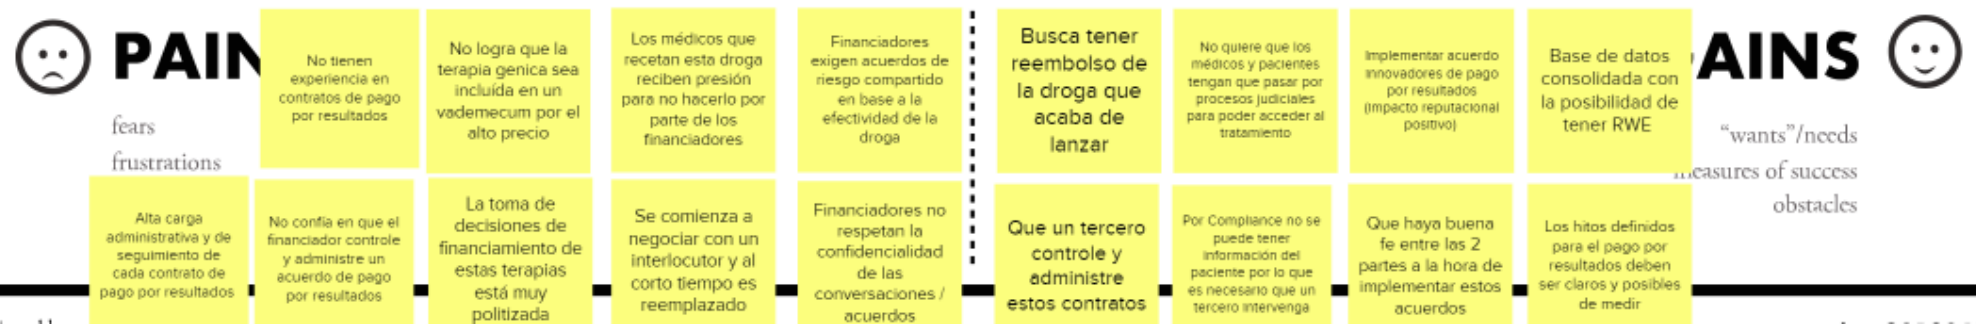 PAIN
fears
frustrations
No tienen
experiencia en
contratos de pago
por resultados
No logra que la
terapia genica sea
incluída en un
vademecum por el
alto precio
Los médicos que
recetan esta droga
reciben presión
para no hacerlo por
parte de los
financiadores
Financiadores
exigen acuerdos de
riesgo compartido
en base a la
efectividad de la
droga
Alta carga
administrativa y de
seguimiento de
cada contrato de
pago por resultados
No confía en que el
financiador controle
y administre un
acuerdo de pago
por resultados
La toma de
decisiones de
financiamiento de
estas terapias
está muy
politizada
Se comienza a
negociar con un
interlocutor y al
corto tiempo es
reemplazado
Financiadores no
respetan la
confidencialidad
de las
conversaciones /
acuerdos
Busca tener
reembolso de
la droga que
acaba de
lanzar
No quiere que los
médicos y pacientes
tengan que pasar por
procesos judiciales
para poder acceder al
tratamiento
Implementar acuerdo
innovadores de pago
por resultados
(impacto reputacional
positivo)
Base de datos
consolidada con
la posibilidad de
tener RWE
AINS
“wants”/needs
measures of success
obstacles
Que un tercero
controle y
administre
estos contratos
Por Compliance no se
puede tener
información del
paciente por lo que
es necesario que un
tercero intervenga
Que haya buena
fe entre las 2
partes a la hora de
implementar estos
acuerdos
Los hitos definidos
para el pago por
resultados deben
ser claros y posibles
de medir